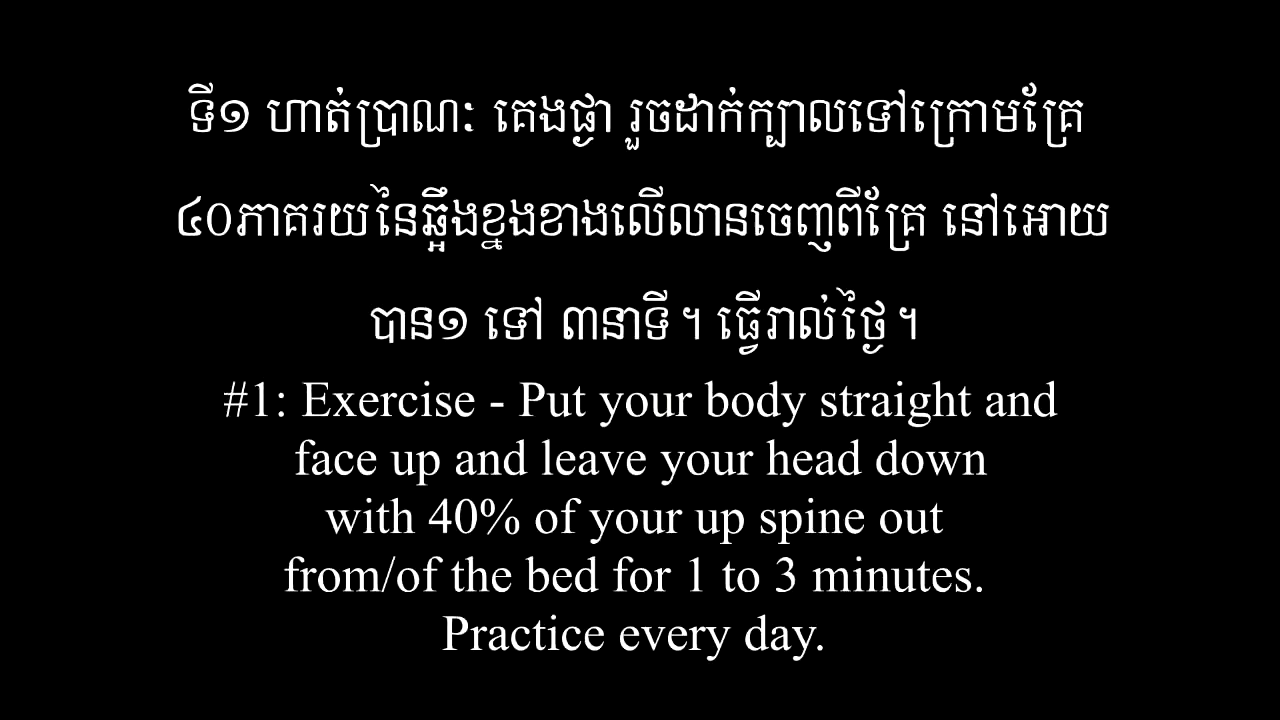 ទី១ ហាត់ប្រាណៈ គេងផ្ងា រួចដាក់ក្បាលទៅក្រោមគ្រែ
៤០ភាគរយនៃឆ្អឹងខ្នងខាងលើលានចេញពីគ្រែ នៅអោយ
បាន១ ទៅ ៣នាទី។ ធ្វើរាល់ថ្ងៃ។
#1: Exercise - Put your body straight and
face up and leave your head down
with 40% of your up spine out
from/of the bed for 1 to 3 minutes.
Practice every day.